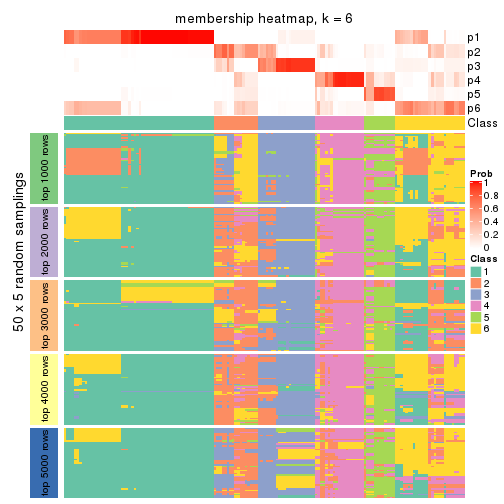 membership heatmap, k = 6
p1
p2
p3
p4
p5
p6
Class
50 x 5 random samplings
top 1000 rows
top 2000 rows
top 3000 rows
top 4000 rows
top 5000 rows
Prob
1
0.8
0.6
0.4
0.2
0
Class
1
2
3
4
5
6